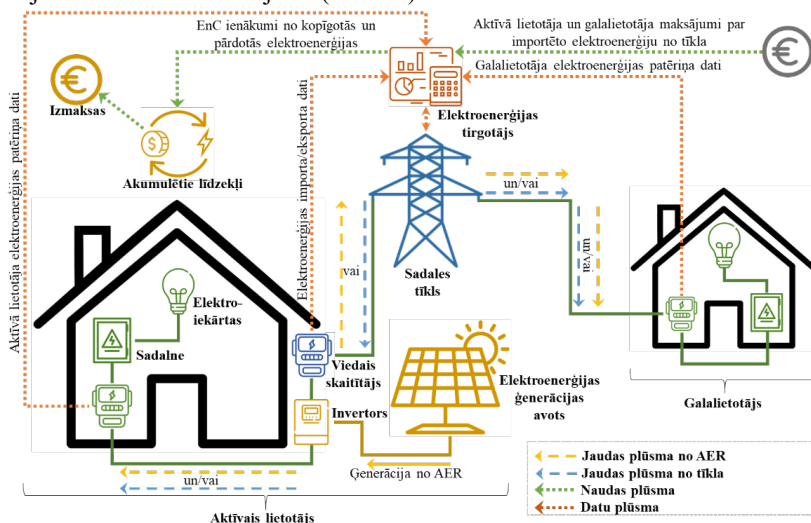 EnC ienākumi no kopīgotās un
pārdotās elektroenerģijas
Aktīvā lietotāja un galalietotāja maksājumi par
importēto elektroenerģiju no tīkla
Galalietotāja elektroenerģijas patēriņa dati
Izmaksas
Akumulētie līdzekļi
Elektroenerģijas
tirgotājs
Aktīvā lietotāja elektroenerģijas patēriņa dati
Elektroenerģijas importa/eksporta dati
un/vai
vai
un/vai
Sadales
tīkls
Elektro-
iekārtas
Sadalne
Viedais
skaitītājs
Invertors
Elektroenerģijas
ģenerācijas
avots
Galalietotājs
Ģenerācija no AER
un/vai
Aktīvais lietotājs
Jaudas plūsma no AER
Jaudas plūsma no tīkla
Naudas plūsma
Datu plūsma